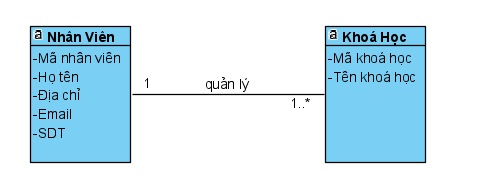 a Nhân Viên
-Mã nhân viên
-Họ tên
-Địa chỉ
-Email
-SDT
1
quản lý
1..*
a Khoá Học
-Mã khoá học
-Tên khoá học